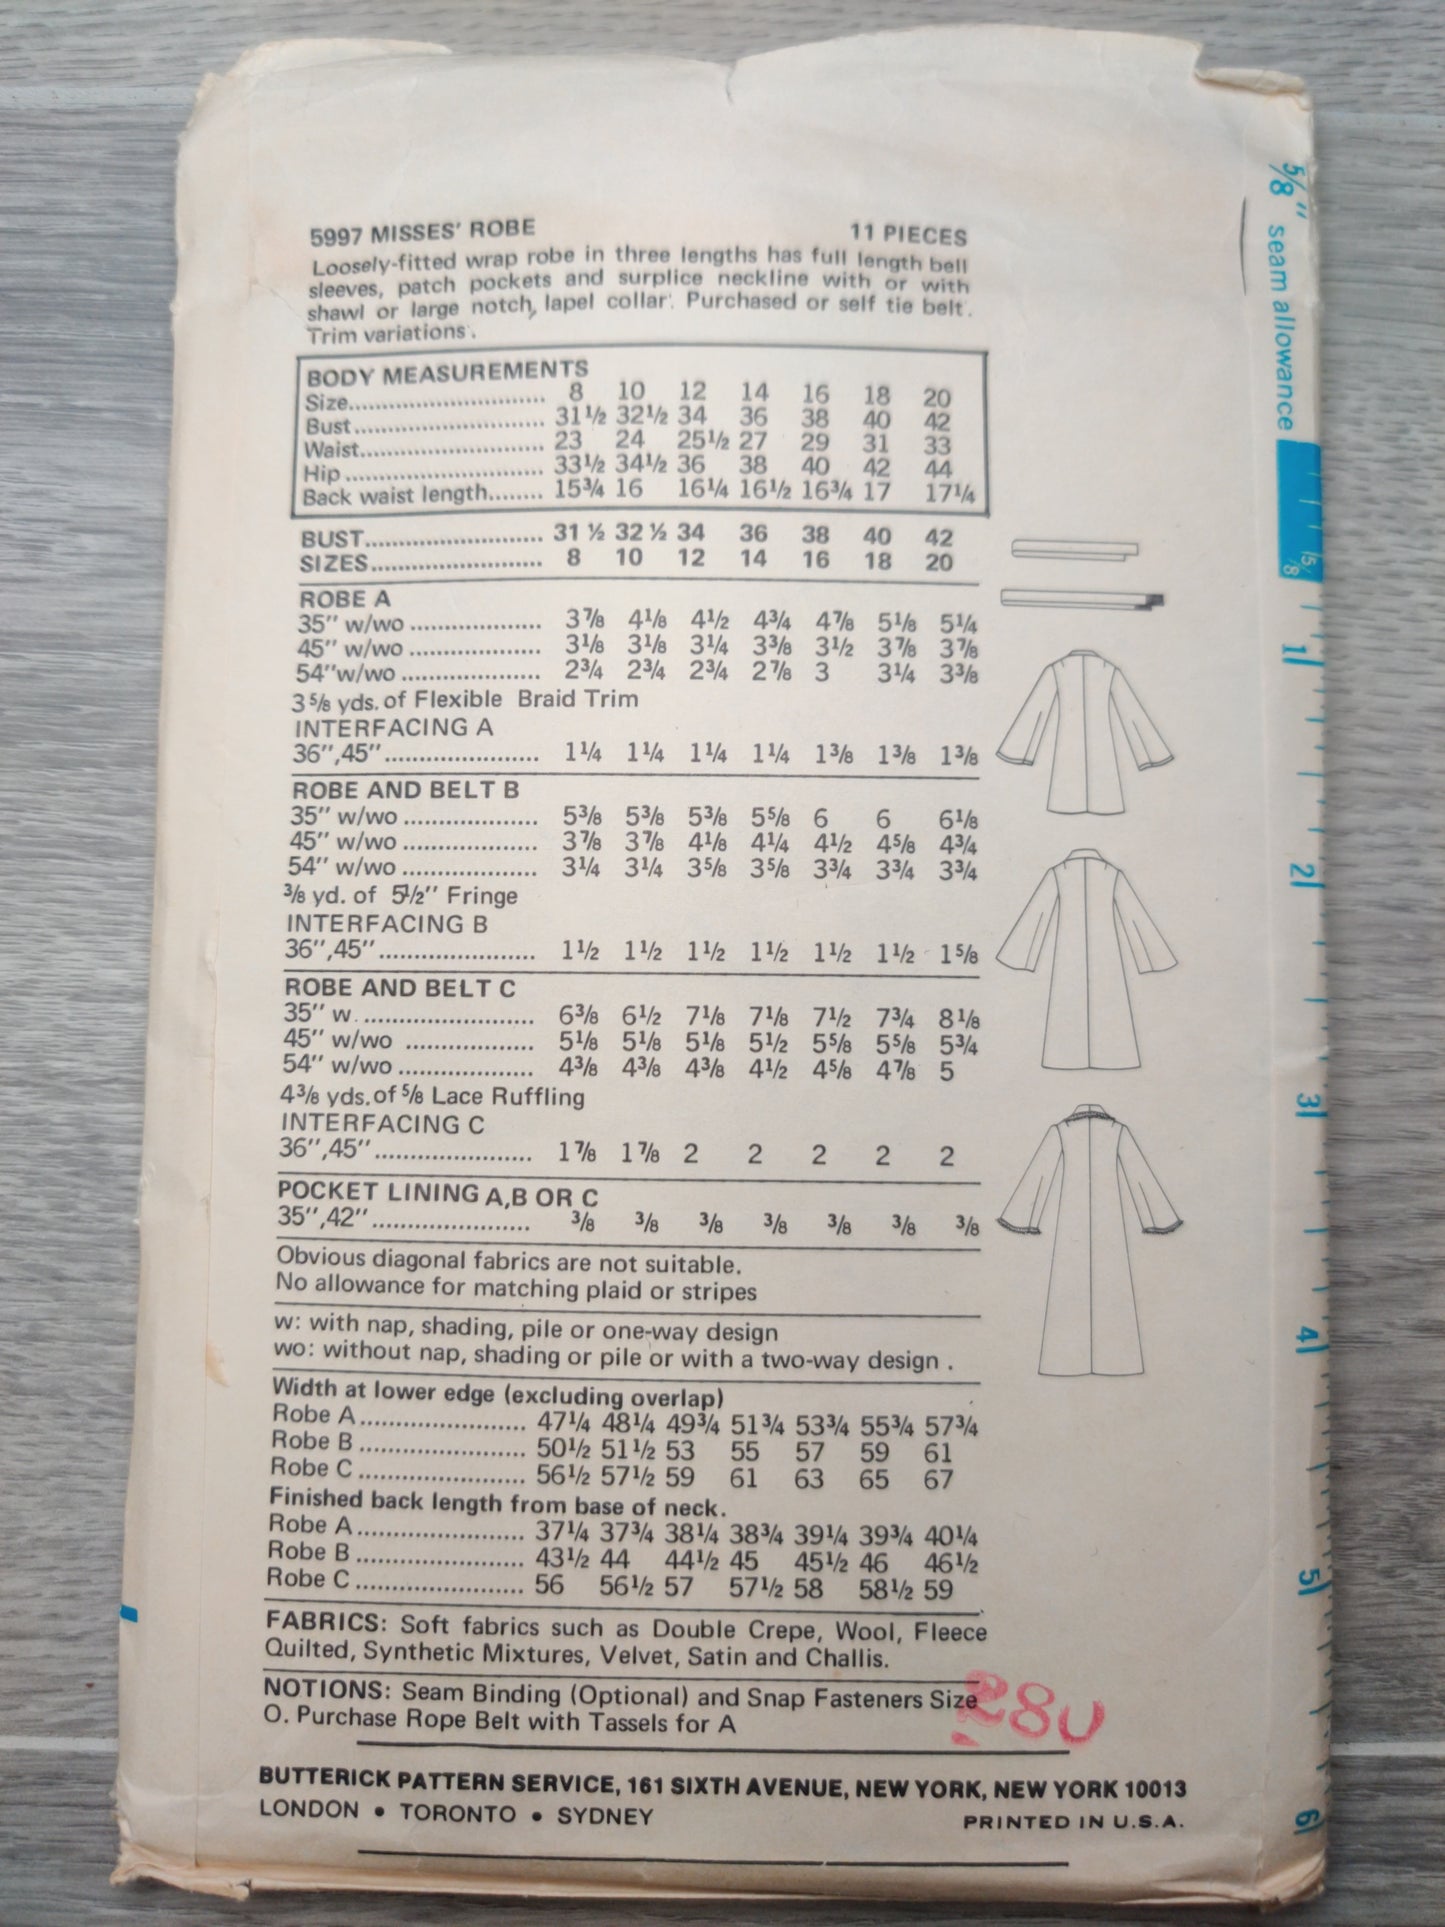 5997 MISSES' ROBE 11 PIECES
Loosely-fitted wrap robe in three lengths has full length bell
sleeves, patch pockets and surplice neckline with or with
shawl or large notch, lapel collar. Purchased or self tie belt.
Trim variations.
BODY MEASUREMENTS
Size.......... 8 10 12 14 16 18 20
Bust.......... 31½ 32½ 34 36 38 40 42
Waist.......... 23 24 25½ 27 29 31 33
Hip.......... 33½ 34½ 36 38 40 42 44
Back waist length........ 15¾ 16 16¼ 16½ 16¾ 17 17¼
BUST.......... 31 ½ 32 ½ 34 36 38 40 42
SIZES.......... 8 10 12 14 16 18 20
ROBE A
35" w/wo .......... 3⅞ 4⅛ 4½ 4¾ 4⅞ 5⅛ 5¼
45" w/wo .......... 3⅛ 3⅛ 3¼ 3⅜ 3½ 3⅞ 3⅞
54"w/wo .......... 2¾ 2¾ 2¾ 2⅞ 3 3¼ 3⅜
3⅝ yds. of Flexible Braid Trim
INTERFACING A
36",45".......... 1¼ 1¼ 1¼ 1¼ 1⅜ 1⅜ 1⅜
ROBE AND BELT B
35" w/wo .......... 5⅜ 5⅜ 5⅜ 5⅝ 6 6 6⅛
45" w/wo .......... 3⅞ 3⅞ 4⅛ 4¼ 4½ 4⅝ 4¾
54" w/wo .......... 3¼ 3¼ 3⅝ 3⅝ 3¾ 3¾ 3¾
⅜ yd. of 5½" Fringe
INTERFACING B
36",45".......... 1½ 1½ 1½ 1½ 1½ 1½ 1⅝
ROBE AND BELT C
35" w. .......... 6⅜ 6½ 7⅛ 7⅛ 7½ 7¾ 8⅛
45" w/wo .......... 5⅛ 5⅛ 5⅛ 5½ 5⅝ 5⅝ 5¾
54" w/wo .......... 4⅜ 4⅜ 4⅜ 4½ 4⅝ 4⅞ 5
4⅜ yds.of ⅝ Lace Ruffling
INTERFACING C
36",45".......... 1⅞ 1⅞ 2 2 2 2 2
POCKET LINING A,B OR C
35",42".......... ⅜ ⅜ ⅜ ⅜ ⅜ ⅜ ⅜
Obvious diagonal fabrics are not suitable.
No allowance for matching plaid or stripes
w: with nap, shading, pile or one-way design
wo: without nap, shading or pile or with a two-way design .
Width at lower edge (excluding overlap)
Robe A.......... 47¼ 48¼ 49¾ 51¾ 53¾ 55¾ 57¾
Robe B.......... 50½ 51½ 53 55 57 59 61
Robe C.......... 56½ 57½ 59 61 63 65 67
Finished back length from base of neck.
Robe A.......... 37¼ 37¾ 38¼ 38¾ 39¼ 39¾ 40¼
Robe B.......... 43½ 44 44½ 45 45½ 46 46½
Robe C.......... 56 56½ 57 57½ 58 58½ 59
FABRICS: Soft fabrics such as Double Crepe, Wool, Fleece
Quilted, Synthetic Mixtures, Velvet, Satin and Challis.
NOTIONS: Seam Binding (Optional) and Snap Fasteners Size
O. Purchase Rope Belt with Tassels for A
280
BUTTERICK PATTERN SERVICE, 161 SIXTH AVENUE, NEW YORK, NEW YORK 10013
LONDON • TORONTO • SYDNEY PRINTED IN U.S.A.
5/8" seam allowance
5/8
1
2
3
4
5
6